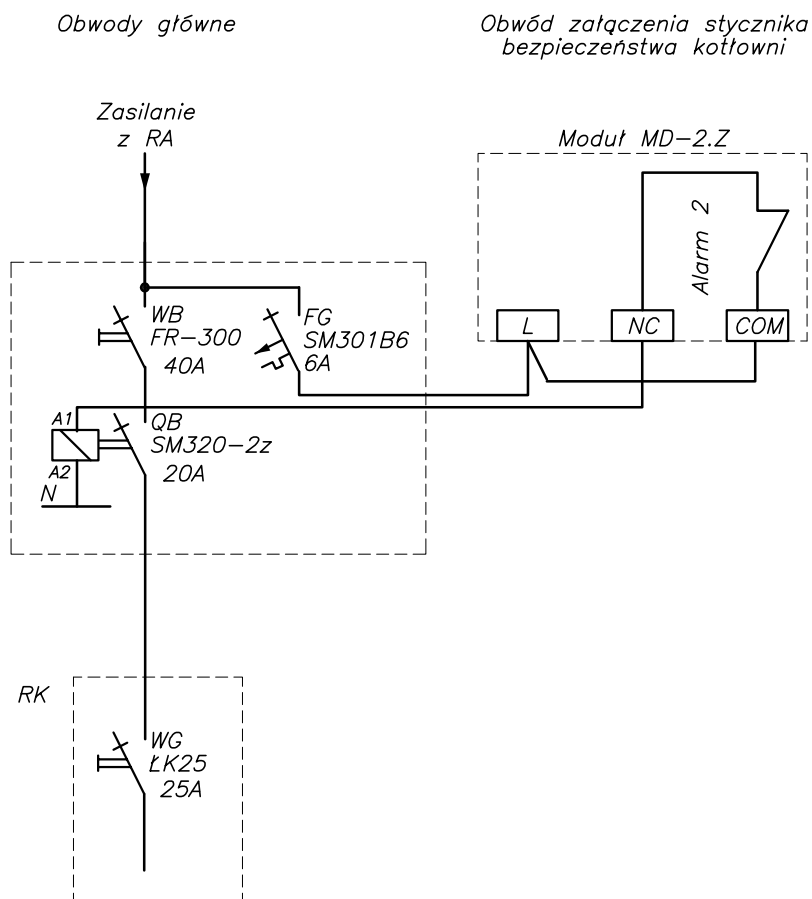 Obwody główne
Obwód załączenia stycznika
bezpieczeństwa kotłowni
Zasilanie
z RA
Moduł MD-2.Z
Alarm 2
L
NC
COM
WB
FR-300
40A
FG
SM301B6
6A
A1
A2
N
QB
SM320-2z
20A
RK
WG
ŁK25
25A